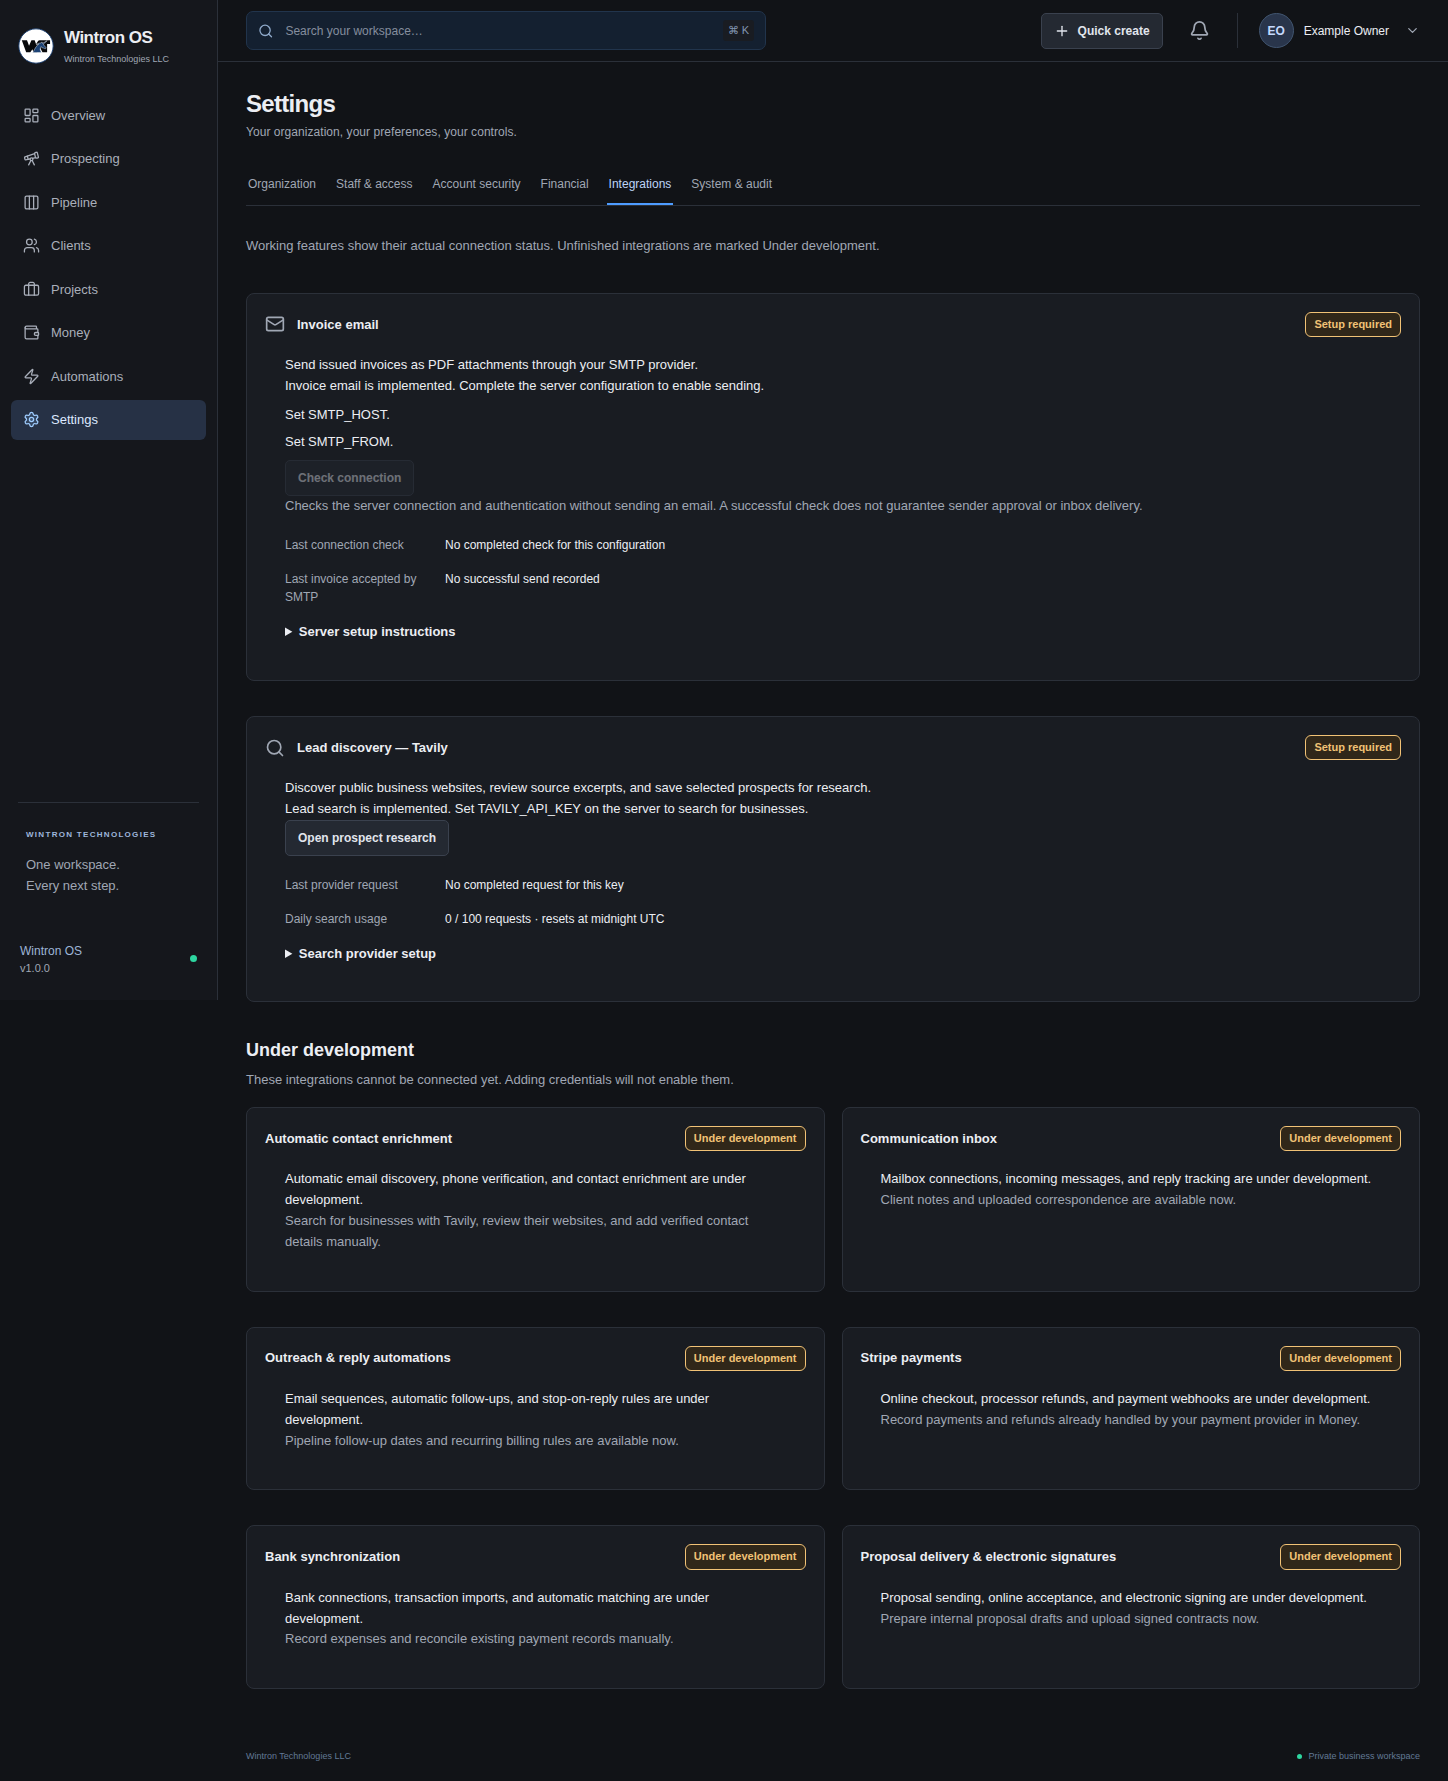 Wintron OS
Wintron Technologies LLC
Overview
Prospecting
Pipeline
Clients
Projects
Money
Automations
Settings
WINTRON TECHNOLOGIES
One workspace.
Every next step.
Wintron OS
v1.0.0
Search your workspace…
⌘ K
Quick create
EO
Example Owner
Settings
Your organization, your preferences, your controls.
Organization
Staff & access
Account security
Financial
Integrations
System & audit
Working features show their actual connection status. Unfinished integrations are marked Under development.
Invoice email
Setup required
Send issued invoices as PDF attachments through your SMTP provider.
Invoice email is implemented. Complete the server configuration to enable sending.
Set SMTP_HOST.
Set SMTP_FROM.
Check connection
Checks the server connection and authentication without sending an email. A successful check does not guarantee sender approval or inbox delivery.
Last connection check
No completed check for this configuration
Last invoice accepted by
SMTP
No successful send recorded
Server setup instructions
Lead discovery — Tavily
Setup required
Discover public business websites, review source excerpts, and save selected prospects for research.
Lead search is implemented. Set TAVILY_API_KEY on the server to search for businesses.
Open prospect research
Last provider request
No completed request for this key
Daily search usage
0 / 100 requests · resets at midnight UTC
Search provider setup
Under development
These integrations cannot be connected yet. Adding credentials will not enable them.
Automatic contact enrichment
Under development
Automatic email discovery, phone verification, and contact enrichment are under
development.
Search for businesses with Tavily, review their websites, and add verified contact
details manually.
Communication inbox
Under development
Mailbox connections, incoming messages, and reply tracking are under development.
Client notes and uploaded correspondence are available now.
Outreach & reply automations
Under development
Email sequences, automatic follow-ups, and stop-on-reply rules are under
development.
Pipeline follow-up dates and recurring billing rules are available now.
Stripe payments
Under development
Online checkout, processor refunds, and payment webhooks are under development.
Record payments and refunds already handled by your payment provider in Money.
Bank synchronization
Under development
Bank connections, transaction imports, and automatic matching are under
development.
Record expenses and reconcile existing payment records manually.
Proposal delivery & electronic signatures
Under development
Proposal sending, online acceptance, and electronic signing are under development.
Prepare internal proposal drafts and upload signed contracts now.
Wintron Technologies LLC
Private business workspace